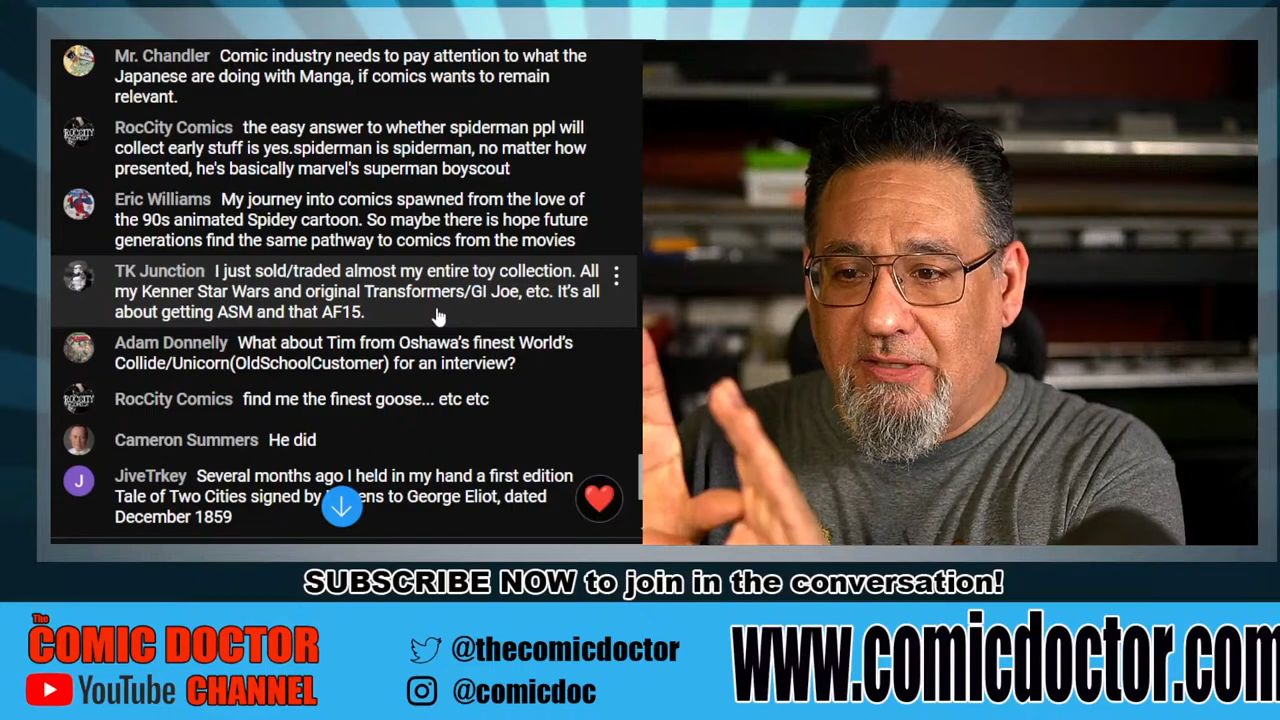 Mr. Chandler Comic industry needs to pay attention to what the
Japanese are doing with Manga, if comics wants to remain
relevant.
RocCity Comics the easy answer to whether spiderman ppl will
collect early stuff is yes.spiderman is spiderman, no matter how
presented, he's basically marvel's superman boyscout
Eric Williams My journey into comics spawned from the love of
the 90s animated Spidey cartoon. So maybe there is hope future
generations find the same pathway to comics from the movies
TK Junction I just sold/traded almost my entire toy collection. All
my Kenner Star Wars and original Transformers/GI Joe, etc. It's all
about getting ASM and that AF15.
Adam Donnelly What about Tim from Oshawa's finest World's
Collide/Unicorn(OldSchoolCustomer) for an interview?
RocCity Comics find me the finest goose... etc etc
Cameron Summers He did
J
JiveTrkey Several months ago I held in my hand a first edition
Tale of Two Cities signed by to George Eliot, dated
December 1859
SUBSCRIBE NOW to join in the conversation!
The
COMIC DOCTOR
YouTube CHANNEL
@thecomicdoctor
@comicdoc
www.comicdoctor.com